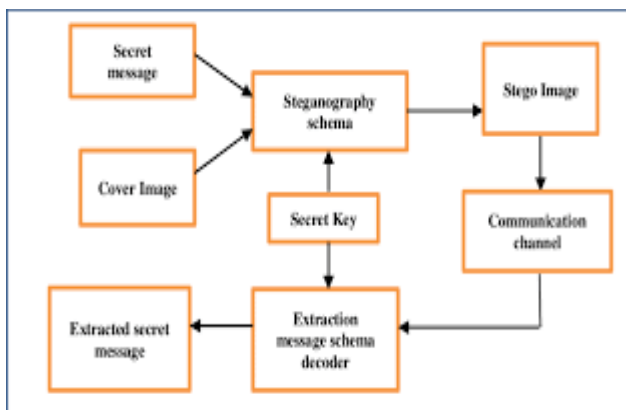 Secret
message
Steganography
schema
Stego Image
Cover Image
Secret Key
Communication
channel
Extracted secret
message
Extraction
message schema
decoder